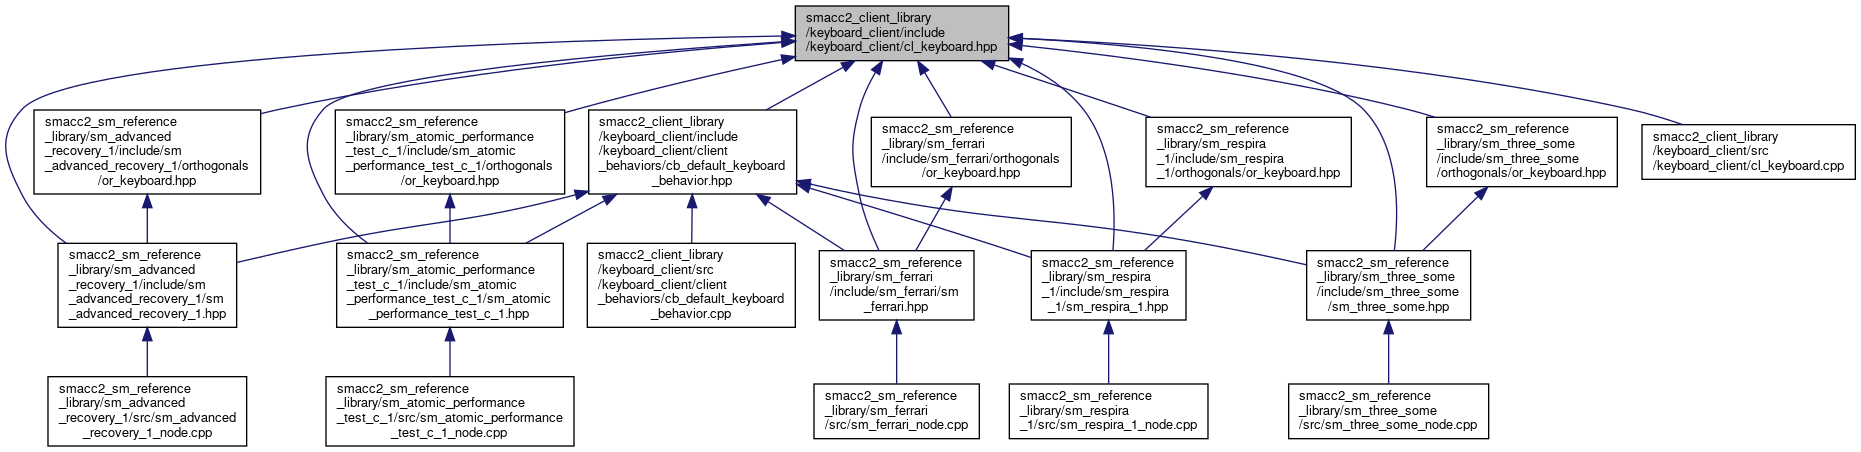 smacc2_client_library
/keyboard_client/include
/keyboard_client/cl_keyboard.hpp
smacc2_sm_reference
_library/sm_advanced
_recovery_1/include/sm
_advanced_recovery_1/orthogonals
/or_keyboard.hpp
smacc2_sm_reference
_library/sm_atomic_performance
_test_c_1/include/sm_atomic
_performance_test_c_1/orthogonals
/or_keyboard.hpp
smacc2_client_library
/keyboard_client/include
/keyboard_client/client
_behaviors/cb_default_keyboard
_behavior.hpp
smacc2_sm_reference
_library/sm_ferrari
/include/sm_ferrari/orthogonals
/or_keyboard.hpp
smacc2_sm_reference
_library/sm_respira
_1/include/sm_respira
_1/orthogonals/or_keyboard.hpp
smacc2_sm_reference
_library/sm_three_some
/include/sm_three_some
/orthogonals/or_keyboard.hpp
smacc2_client_library
/keyboard_client/src
/keyboard_client/cl_keyboard.cpp
smacc2_sm_reference
_library/sm_advanced
_recovery_1/include/sm
_advanced_recovery_1/sm
_advanced_recovery_1.hpp
smacc2_sm_reference
_library/sm_atomic_performance
_test_c_1/include/sm_atomic
_performance_test_c_1/sm_atomic
_performance_test_c_1.hpp
smacc2_client_library
/keyboard_client/src
/keyboard_client/client
_behaviors/cb_default_keyboard
_behavior.cpp
smacc2_sm_reference
_library/sm_ferrari
/include/sm_ferrari/sm
_ferrari.hpp
smacc2_sm_reference
_library/sm_respira
_1/include/sm_respira
_1/sm_respira_1.hpp
smacc2_sm_reference
_library/sm_three_some
/include/sm_three_some
/sm_three_some.hpp
smacc2_sm_reference
_library/sm_advanced
_recovery_1/src/sm_advanced
_recovery_1_node.cpp
smacc2_sm_reference
_library/sm_atomic_performance
_test_c_1/src/sm_atomic_performance
_test_c_1_node.cpp
smacc2_sm_reference
_library/sm_ferrari
/src/sm_ferrari_node.cpp
smacc2_sm_reference
_library/sm_respira
_1/src/sm_respira_1_node.cpp
smacc2_sm_reference
_library/sm_three_some
/src/sm_three_some_node.cpp